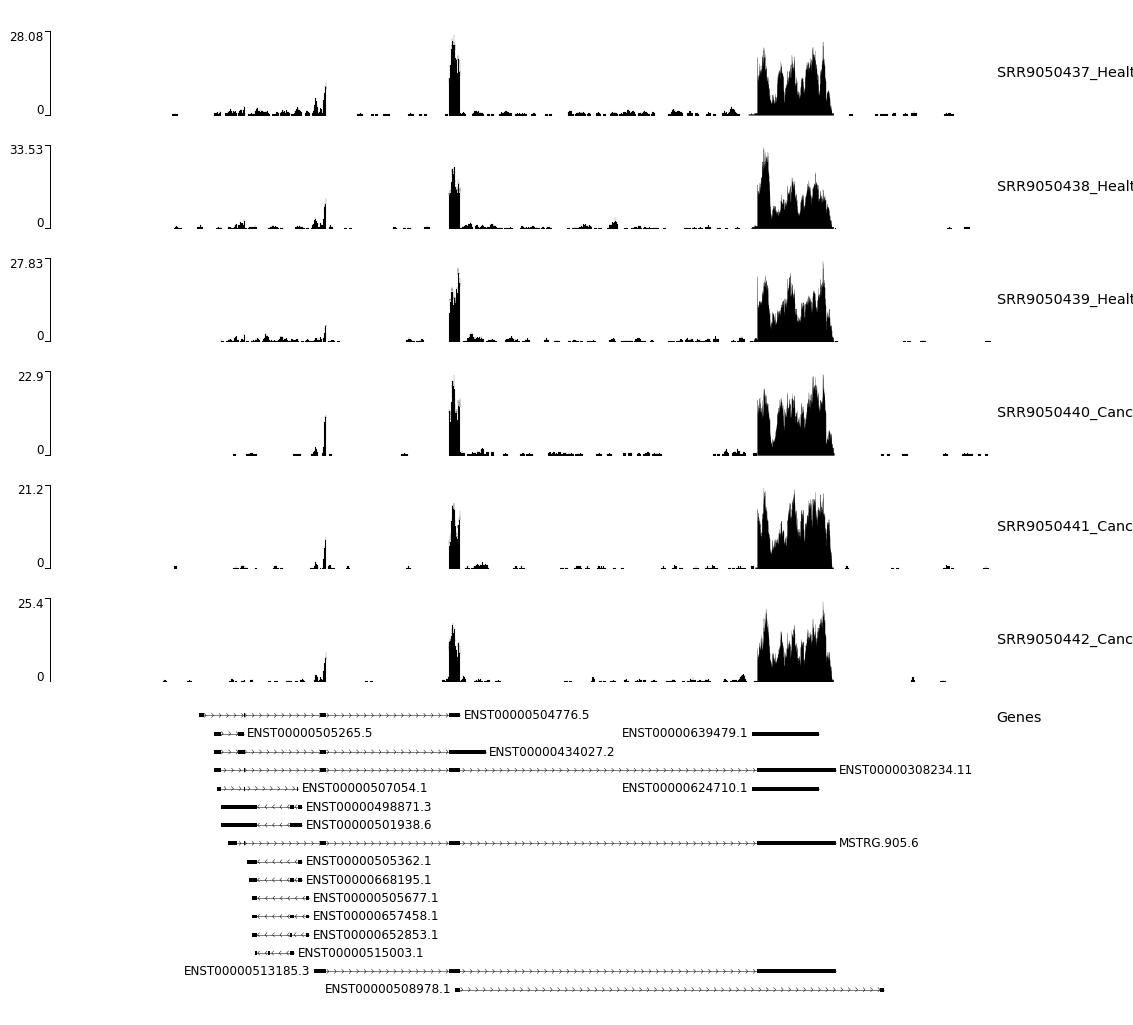 28.08
SRR9050437_Healt
0
33.53
SRR9050438_Healt
0
27.83
SRR9050439_Healt
0
22.9
SRR9050440_Canc
0
21.2
SRR9050441_Canc
0
25.4
SRR9050442_Canc
0
ENST00000504776.5
Genes
ENST00000505265.5 ENST00000639479.1
ENST00000434027.2
ENST00000308234.11
ENST00000507054.1 ENST00000624710.1
ENST00000498871.3
ENST00000501938.6
MSTRG.905.6
ENST00000505362.1
ENST00000668195.1
ENST00000505677.1
ENST00000657458.1
ENST00000652853.1
ENST00000515003.1
ENST00000513185.3
ENST00000508978.1